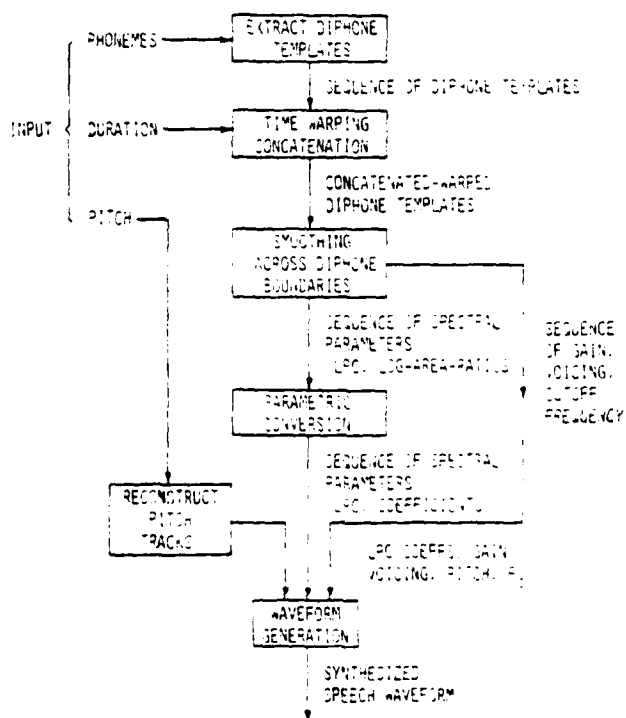 PHONEMES
EXTRACT DIPHONE
TEMPLATES
SEQUENCE OF DIPHONE TEMPLATES
INPUT
DURATION
TIME WARPING
CONCATENATION
CONCATENATED-WARPED
DIPHONE TEMPLATES
PITCH
SMOOTHING
ACROSS DIPHONE
BOUNDARIES
SEQUENCE OF SPECTRAL
PARAMETERS
(LPC, LOG-AREA-RATIOS)
SEQUENCE
OF GAIN,
VOICING,
CUTOFF
FREQUENCY
PARAMETRIC
CONVERSION
SEQUENCE OF SPECTRAL
PARAMETERS
(LPC, COEFFICIENTS)
RECONSTRUCT
PITCH
TRACKS
LPC COEFFS, GAIN
VOICING, PITCH,
WAVEFORM
GENERATION
SYNTHESIZED
SPEECH WAVEFORM